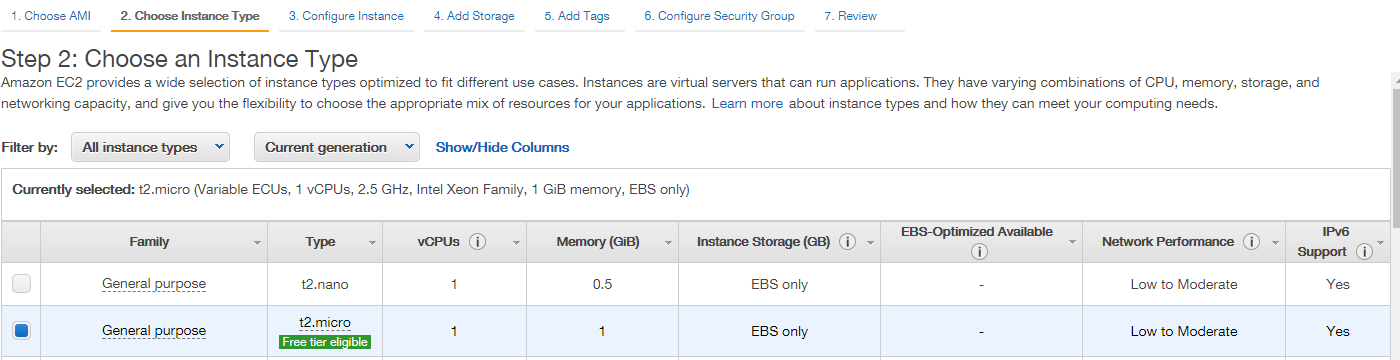 1. Choose AMI 2. Choose Instance Type 3. Configure Instance 4. Add Storage 5. Add Tags 6. Configure Security Group 7. Review
Step 2: Choose an Instance Type
Amazon EC2 provides a wide selection of instance types optimized to fit different use cases. Instances are virtual servers that can run applications. They have varying combinations of CPU, memory, storage, and
networking capacity, and give you the flexibility to choose the appropriate mix of resources for your applications. Learn more about instance types and how they can meet your computing needs.
Filter by: All instance types Current generation Show/Hide Columns
Currently selected: t2.micro (Variable ECUs, 1 vCPUs, 2.5 GHz, Intel Xeon Family, 1 GiB memory, EBS only)
Family Type vCPUs i Memory (GiB) Instance Storage (GB) i EBS-Optimized Available i Network Performance i IPv6 Support i
General purpose t2.nano 1 0.5 EBS only - Low to Moderate Yes
General purpose t2.micro 1 1 EBS only - Low to Moderate Yes
Free tier eligible